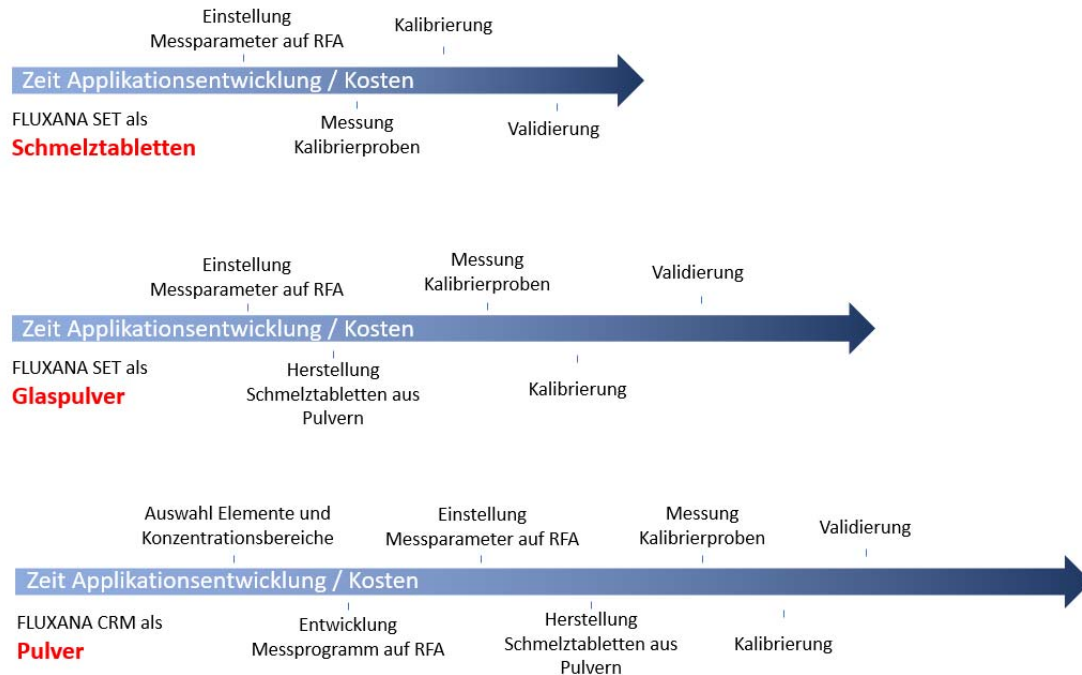 Einstellung
Messparameter auf RFA
Kalibrierung
Zeit Applikationsentwicklung / Kosten
FLUXANA SET als
Schmelztabletten
Messung
Kalibrierproben
Validierung
Einstellung
Messparameter auf RFA
Messung
Kalibrierproben
Validierung
Zeit Applikationsentwicklung / Kosten
FLUXANA SET als
Glaspulver
Herstellung
Schmelztabletten aus
Pulvern
Kalibrierung
Auswahl Elemente und
Konzentrationsbereiche
Einstellung
Messparameter auf RFA
Messung
Kalibrierproben
Validierung
Zeit Applikationsentwicklung / Kosten
FLUXANA CRM als
Pulver
Entwicklung
Messprogramm auf RFA
Herstellung
Schmelztabletten aus
Pulvern
Kalibrierung